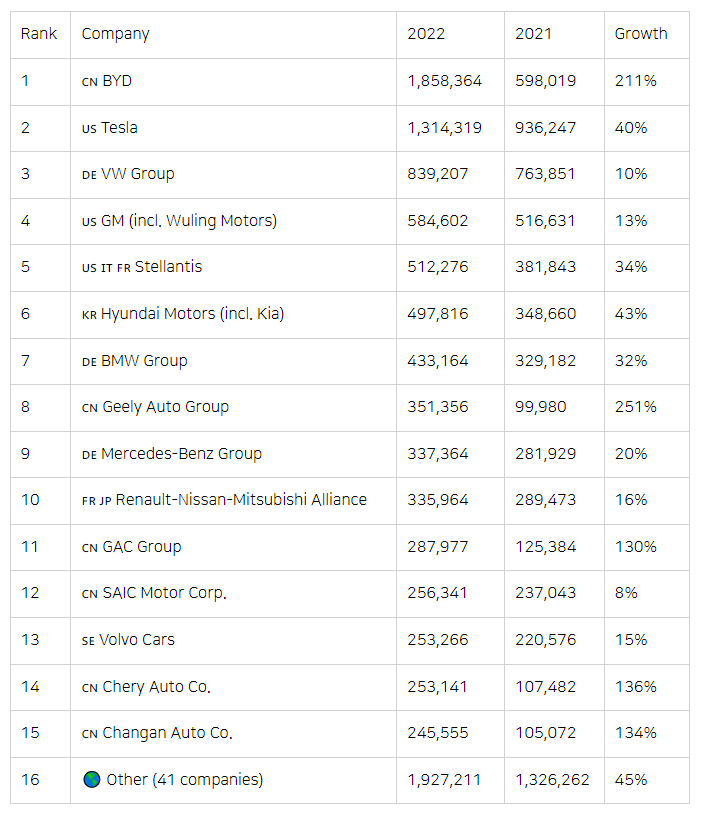 Rank Company 2022 2021 Growth
1 CN BYD 1,858,364 598,019 211%
2 US Tesla 1,314,319 936,247 40%
3 DE VW Group 839,207 763,851 10%
4 US GM (incl. Wuling Motors) 584,602 516,631 13%
5 US IT FR Stellantis 512,276 381,843 34%
6 KR Hyundai Motors (incl. Kia) 497,816 348,660 43%
7 DE BMW Group 433,164 329,182 32%
8 CN Geely Auto Group 351,356 99,980 251%
9 DE Mercedes-Benz Group 337,364 281,929 20%
10 FR JP Renault-Nissan-Mitsubishi Alliance 335,964 289,473 16%
11 CN GAC Group 287,977 125,384 130%
12 CN SAIC Motor Corp. 256,341 237,043 8%
13 SE Volvo Cars 253,266 220,576 15%
14 CN Chery Auto Co. 253,141 107,482 136%
15 CN Changan Auto Co. 245,555 105,072 134%
16 Other (41 companies) 1,927,211 1,326,262 45%